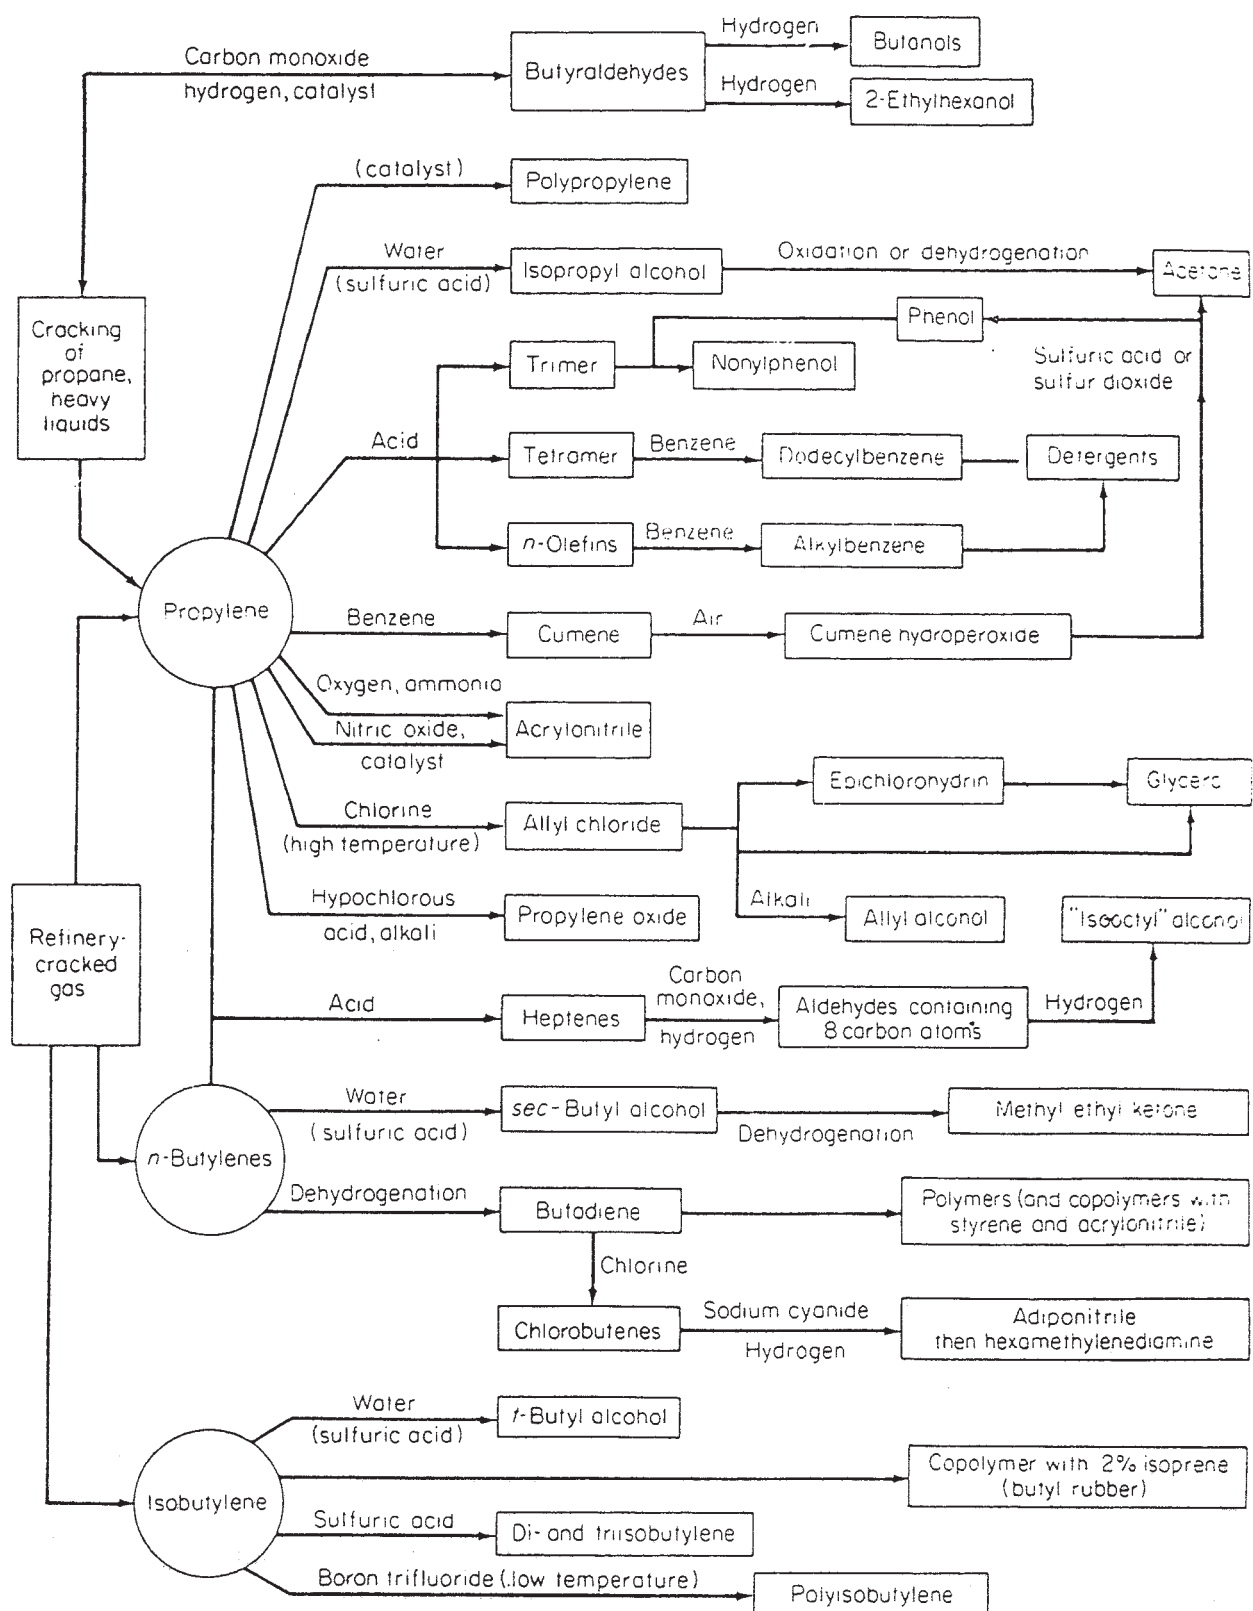 Hydrogen
Butanols
Carbon monoxide
hydrogen, catalyst
Butyraldehydes
Hydrogen
2-Ethylhexanol
(catalyst)
Polypropylene
Water
(sulfuric acid)
Isopropyl alcohol
Oxidation or dehydrogenation
Acetone
Cracking
of
propane,
heavy
liquids
Phenol
Trimer
Nonylphenol
Sulfuric acid or
sulfur dioxide
Acid
Tetramer
Benzene
Dodecylbenzene
Detergents
n-Olefins
Benzene
Alkylbenzene
Propylene
Benzene
Cumene
Air
Cumene hydroperoxide
Oxygen, ammonia
Nitric oxide,
catalyst
Acrylonitrile
Epichlorohydrin
Glycero
Chlorine
(high temperature)
Allyl chloride
Hypochlorous
acid, alkali
Propylene oxide
Alkali
Allyl alconol
"Isooctyl" alcohol
Refinery-
cracked
gas
Acid
Heptenes
Carbon
monoxide,
hydrogen
Aldehydes containing
8 carbon atoms
Hydrogen
n-Butylenes
Water
(sulfuric acid)
sec-Butyl alcohol
Dehydrogenation
Methyl ethyl ketone
Dehydrogenation
Butadiene
Polymers (and copolymers with
styrene and acrylonitrile)
Chlorine
Chlorobutenes
Sodium cyanide
Hydrogen
Adiponitrile
then hexamethylenediamine
Isobutylene
Water
(sulfuric acid)
t-Butyl alcohol
Copolymer with 2% isoprene
(butyl rubber)
Sulfuric acid
Di- and triisobutylene
Boron trifluoride (low temperature)
Polyisobutylene